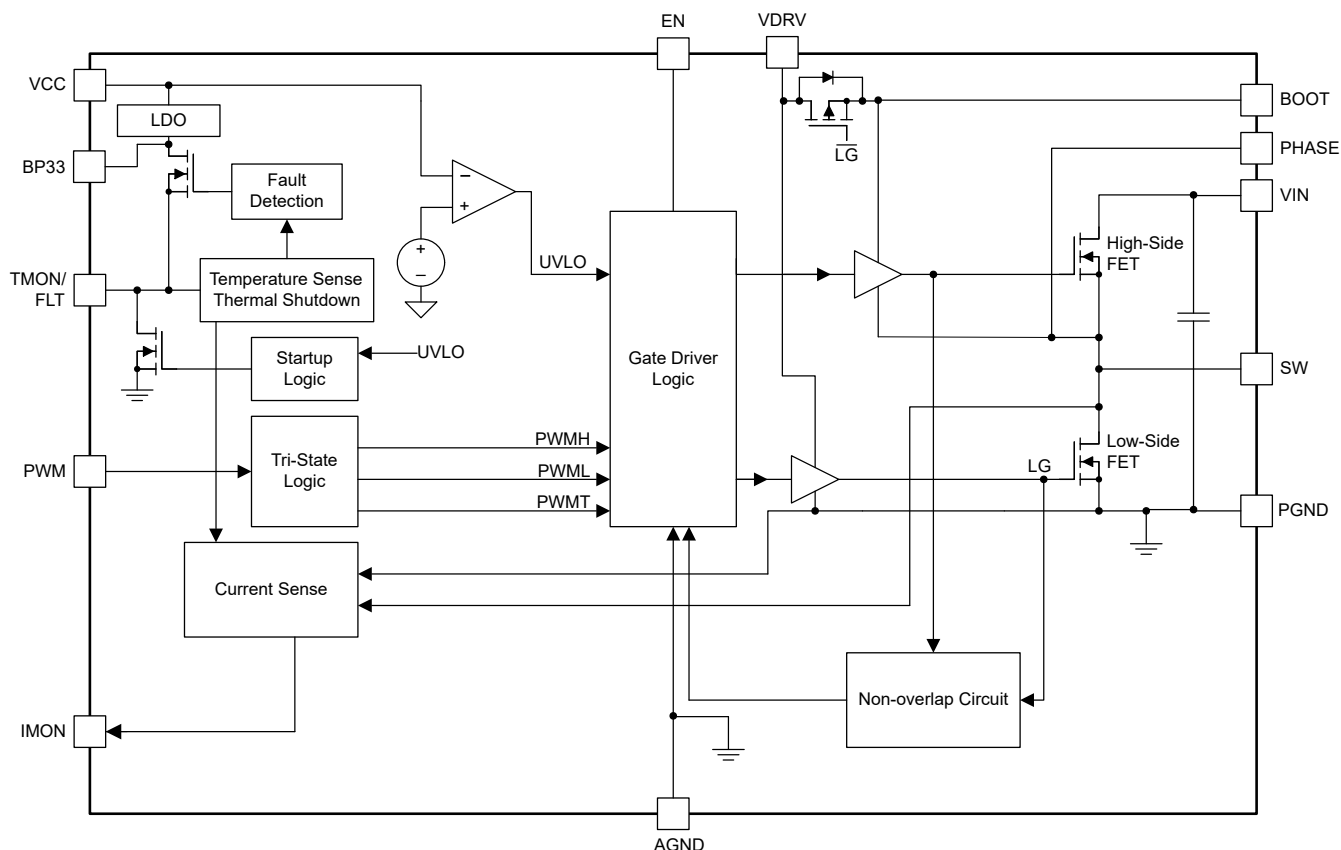 EN
VDRV
VCC
LDO
BOOT
LG
PHASE
BP33
Fault
Detection
−
+
VIN
High-Side
FET
+
−
UVLO
TMON/
FLT
Temperature Sense
Thermal Shutdown
Gate Driver
Logic
Startup
Logic
UVLO
SW
PWM
Tri-State
Logic
PWMH
PWML
PWMT
Low-Side
FET
LG
PGND
Current Sense
Non-overlap Circuit
IMON
AGND